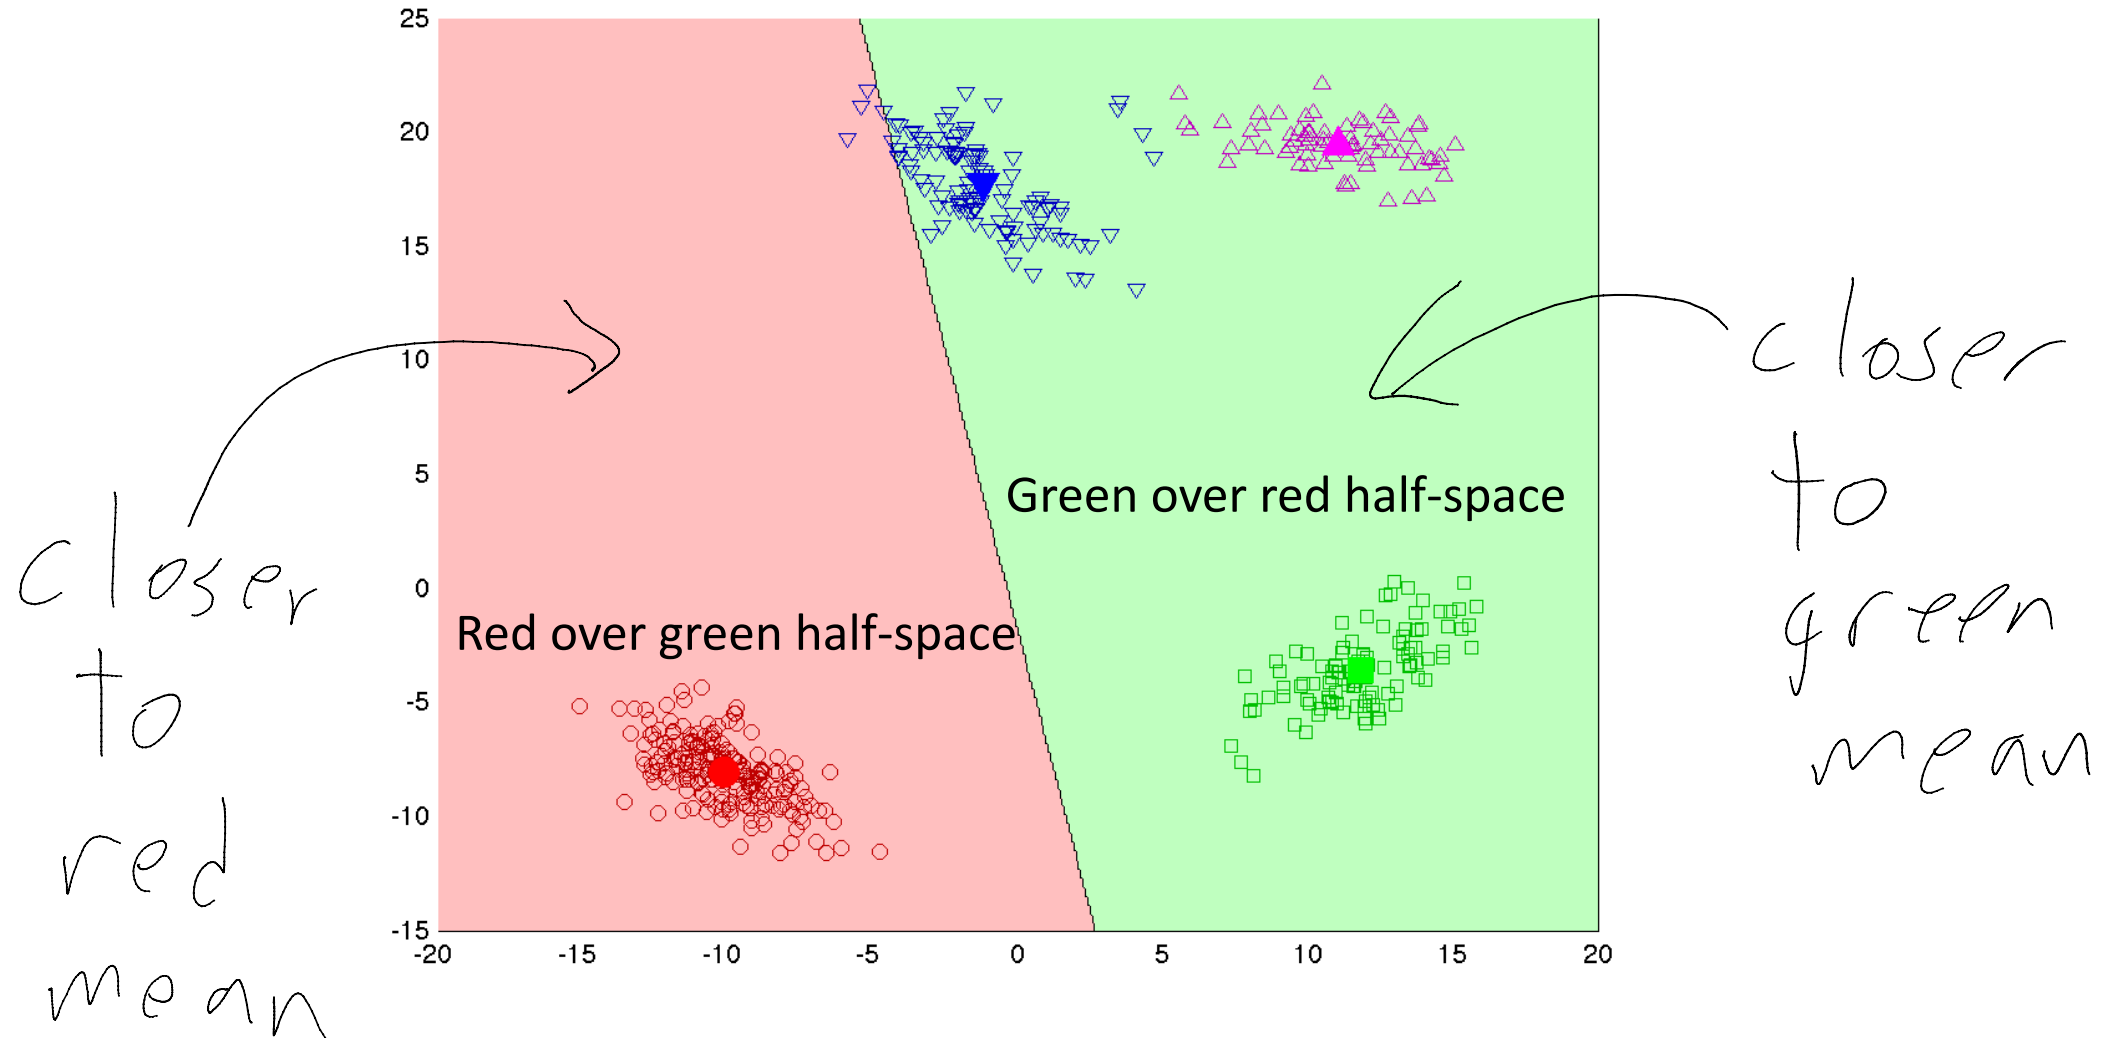 25
20
15
10
5
0
-5
-10
-15
-20 -15 -10 -5 0 5 10 15 20
Green over red half-space
Red over green half-space
closer
to
red
mean
closer
to
green
mean